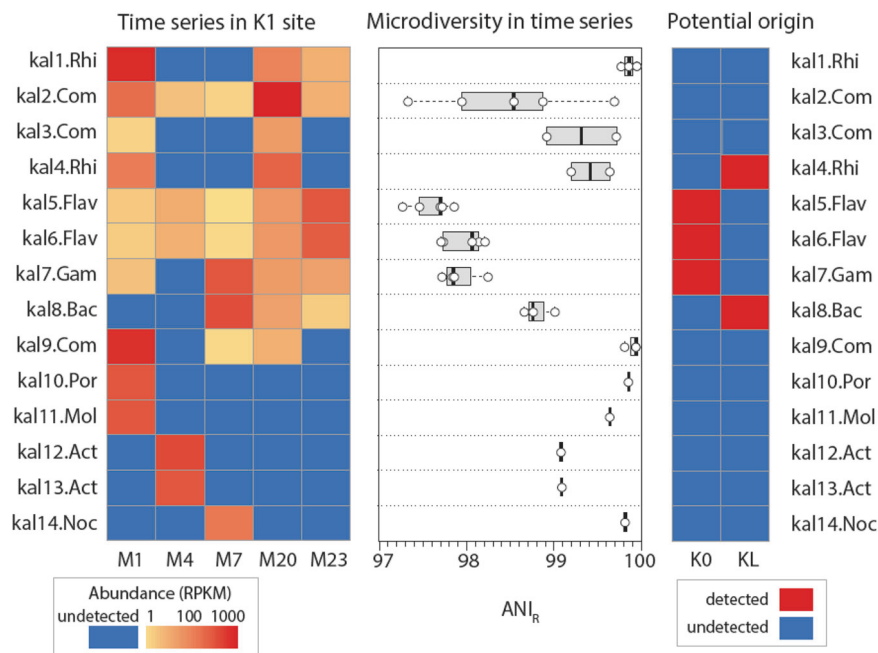 Time series in K1 site
Microdiversity in time series
Potential origin
kal1.Rhi
kal2.Com
kal3.Com
kal4.Rhi
kal5.Flav
kal6.Flav
kal7.Gam
kal8.Bac
kal9.Com
kal10.Por
kal11.Mol
kal12.Act
kal13.Act
kal14.Noc
M1 M4 M7 M20 M23
97 98 99 100
ANI_R
kal1.Rhi
kal2.Com
kal3.Com
kal4.Rhi
kal5.Flav
kal6.Flav
kal7.Gam
kal8.Bac
kal9.Com
kal10.Por
kal11.Mol
kal12.Act
kal13.Act
kal14.Noc
K0 KL
Abundance (RPKM)
undetected 1 100 1000
detected
undetected